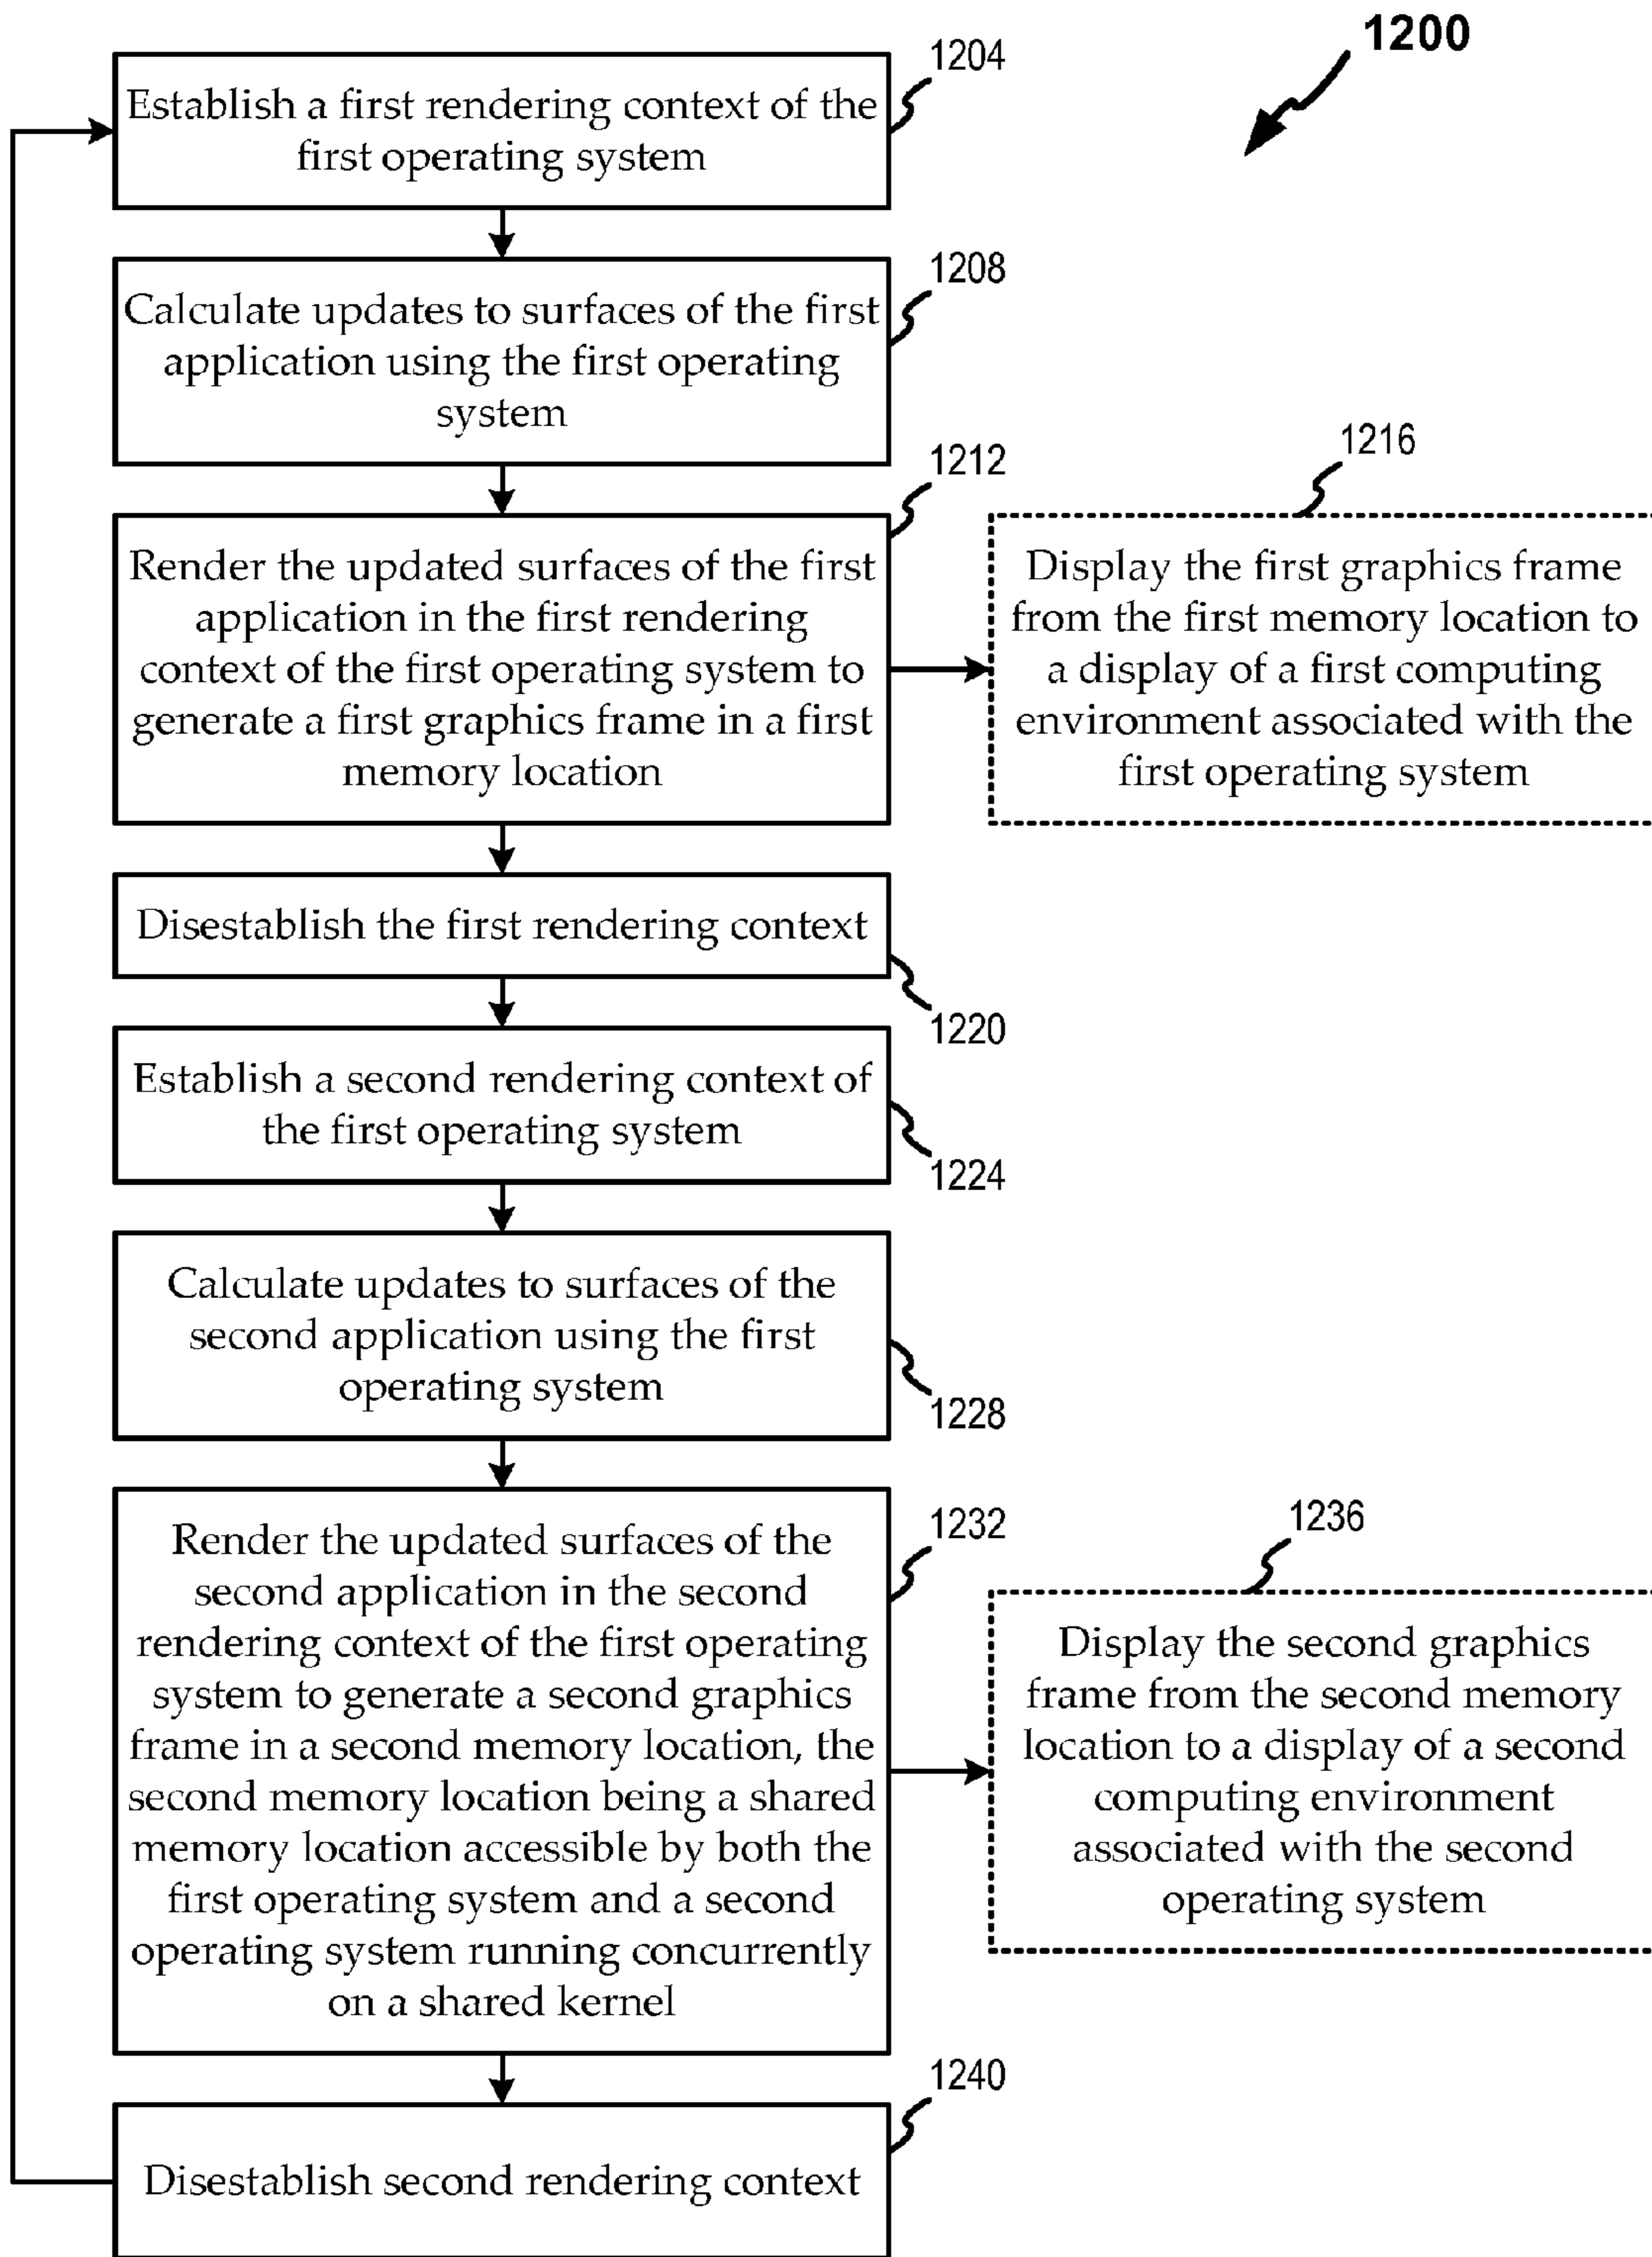 1200
1204
Establish a first rendering context of the
first operating system
1208
Calculate updates to surfaces of the first
application using the first operating
system
1212
Render the updated surfaces of the first
application in the first rendering
context of the first operating system to
generate a first graphics frame in a first
memory location
1216
Display the first graphics frame
from the first memory location to
a display of a first computing
environment associated with the
first operating system
Disestablish the first rendering context
1220
Establish a second rendering context of
the first operating system
1224
Calculate updates to surfaces of the
second application using the first
operating system
1228
1232
Render the updated surfaces of the
second application in the second
rendering context of the first operating
system to generate a second graphics
frame in a second memory location, the
second memory location being a shared
memory location accessible by both the
first operating system and a second
operating system running concurrently
on a shared kernel
1236
Display the second graphics
frame from the second memory
location to a display of a second
computing environment
associated with the second
operating system
1240
Disestablish second rendering context